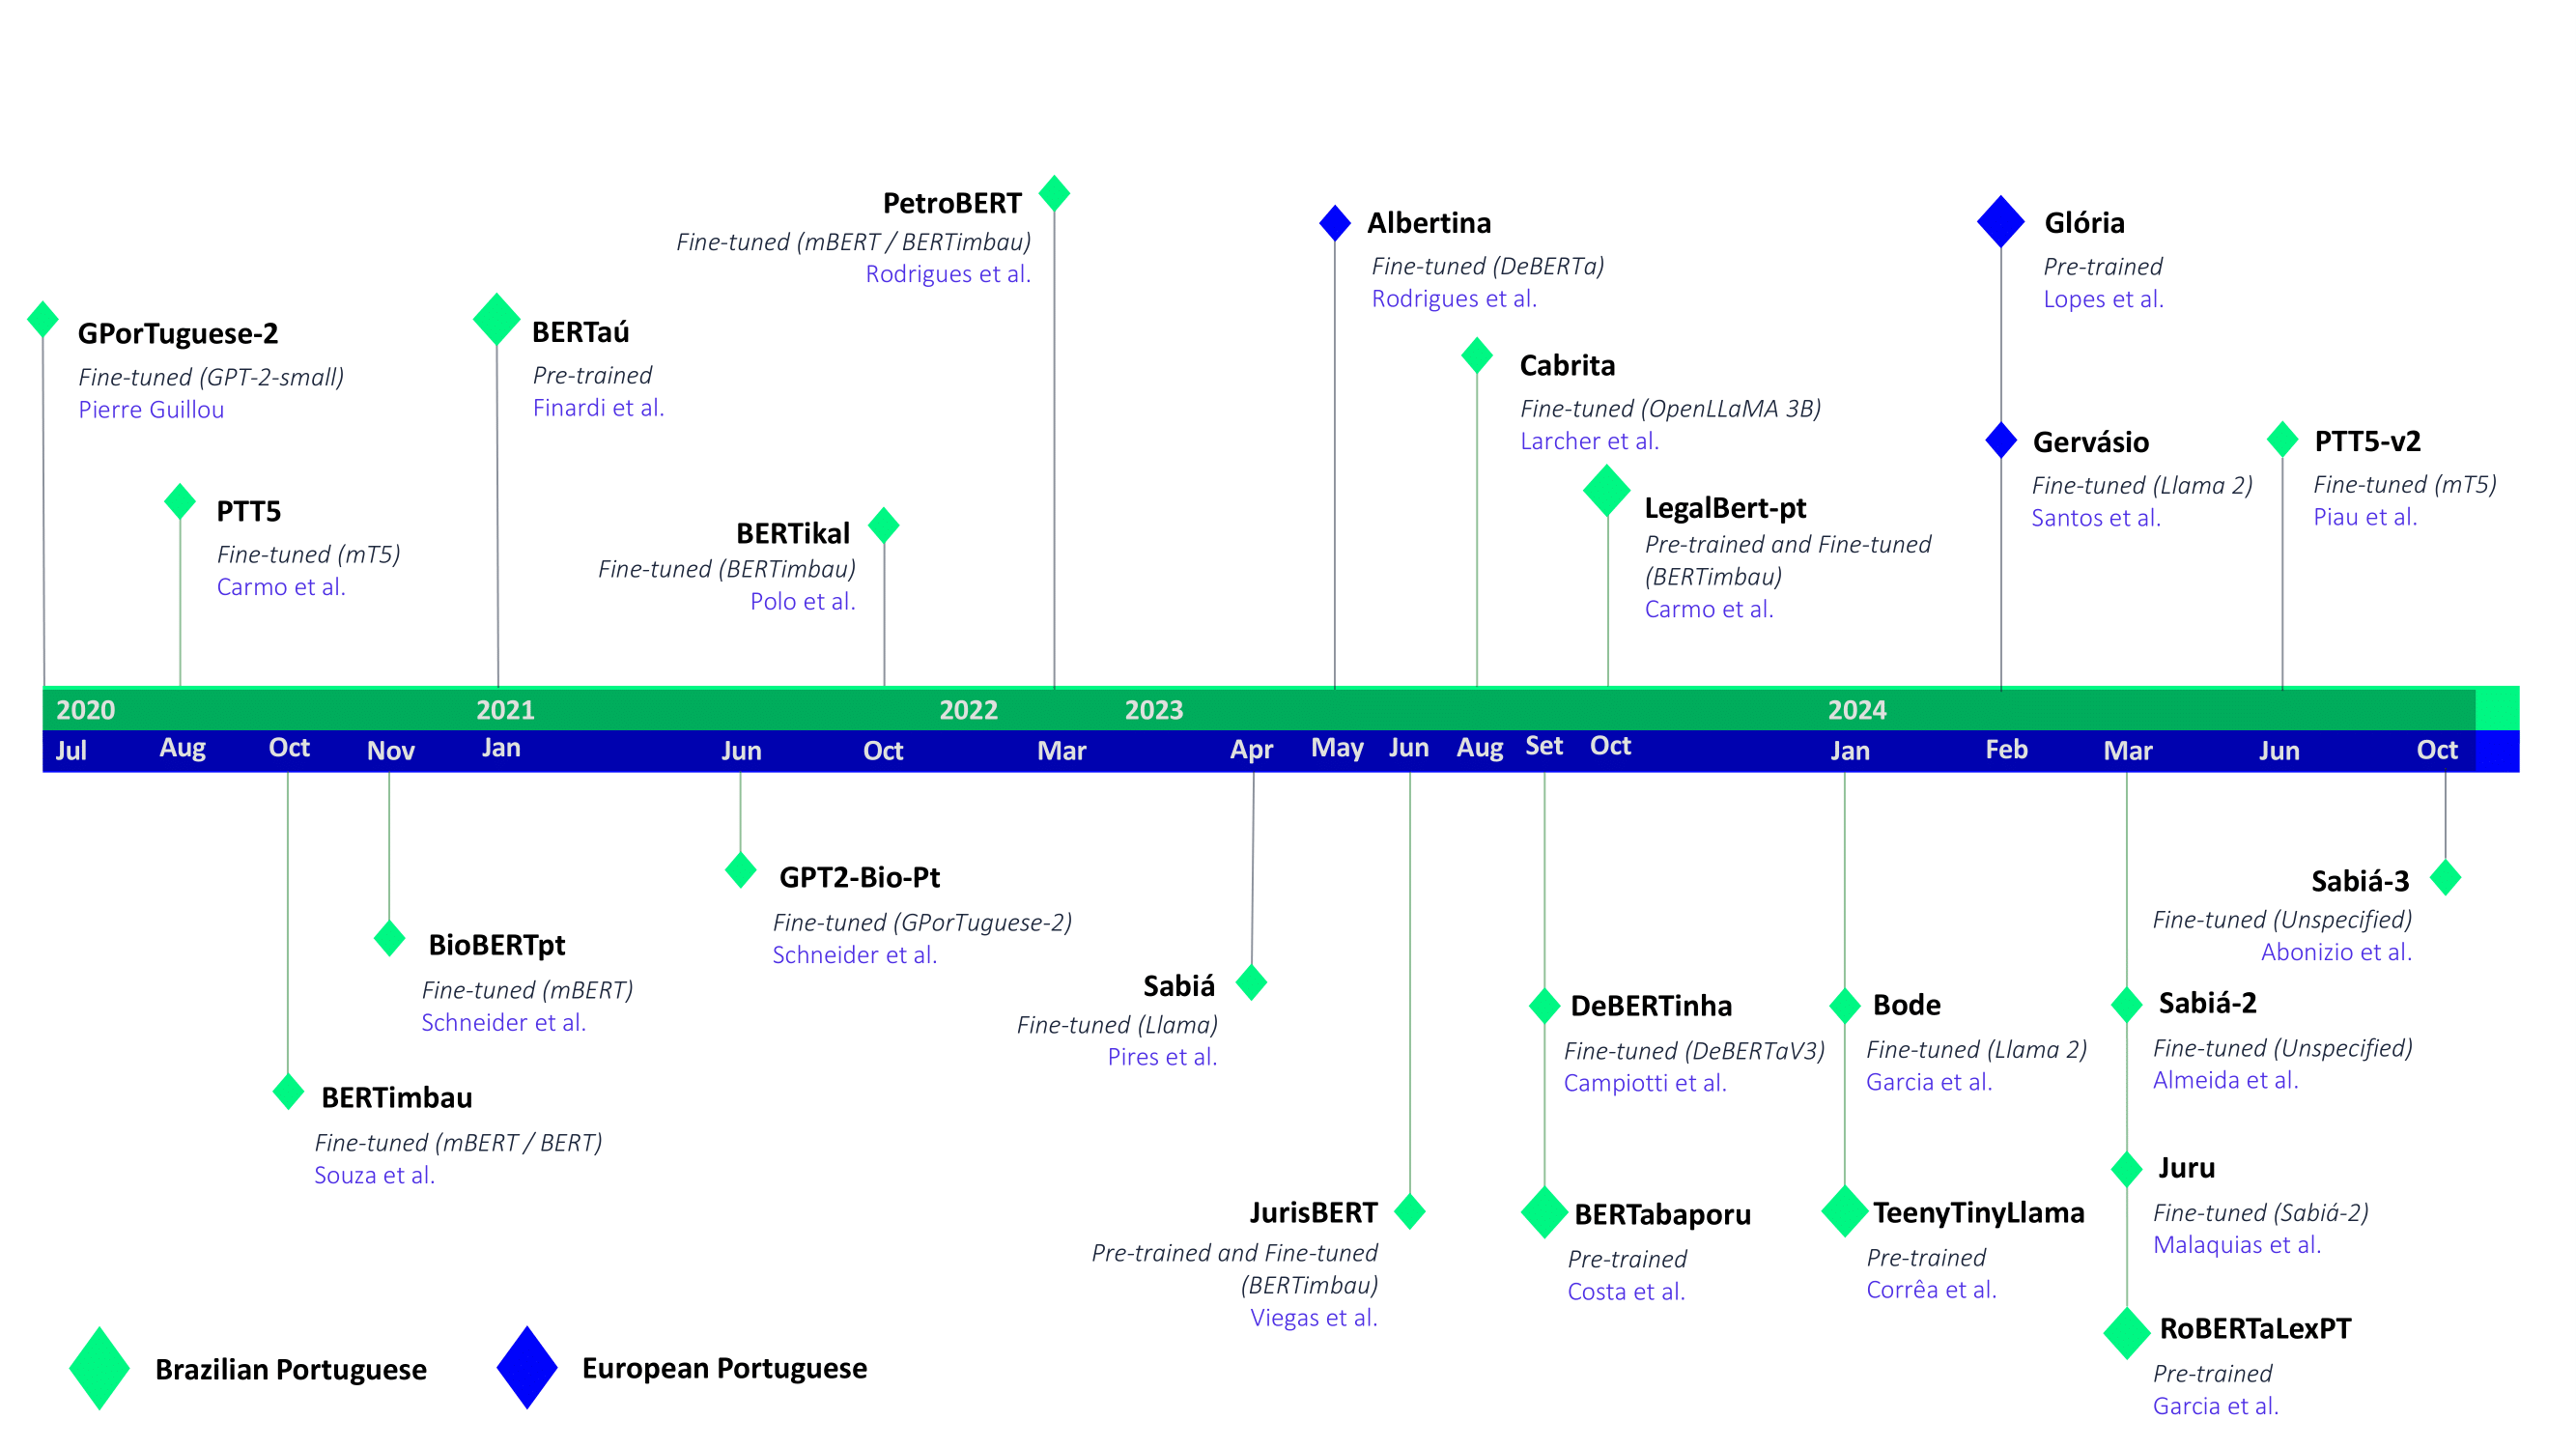 PetroBERT
Fine-tuned (mBERT / BERTimbau)
Rodrigues et al.
Albertina
Fine-tuned (DeBERTa)
Rodrigues et al.
Glória
Pre-trained
Lopes et al.
GPorTuguese-2
Fine-tuned (GPT-2-small)
Pierre Guillou
BERTaú
Pre-trained
Finardi et al.
Cabrita
Fine-tuned (OpenLLaMA 3B)
Larcher et al.
Gervásio
Fine-tuned (Llama 2)
Santos et al.
PTT5-v2
Fine-tuned (mT5)
Piau et al.
PTT5
Fine-tuned (mT5)
Carmo et al.
BERTikal
Fine-tuned (BERTimbau)
Polo et al.
LegalBert-pt
Pre-trained and Fine-tuned
(BERTimbau)
Carmo et al.
2020 2021 2022 2023 2024
Jul Aug Oct Nov Jan Jun Oct Mar Apr May Jun Aug Set Oct Jan Feb Mar Jun Oct
GPT2-Bio-Pt
Fine-tuned (GPorTuguese-2)
Schneider et al.
Sabiá-3
Fine-tuned (Unspecified)
Abonizio et al.
BioBERTpt
Fine-tuned (mBERT)
Schneider et al.
Sabiá
Fine-tuned (Llama)
Pires et al.
DeBERTinha
Fine-tuned (DeBERTaV3)
Campiotti et al.
Bode
Fine-tuned (Llama 2)
Garcia et al.
Sabiá-2
Fine-tuned (Unspecified)
Almeida et al.
BERTimbau
Fine-tuned (mBERT / BERT)
Souza et al.
Juru
Fine-tuned (Sabiá-2)
Malaquias et al.
JurisBERT
Pre-trained and Fine-tuned
(BERTimbau)
Viegas et al.
BERTabaporu
Pre-trained
Costa et al.
TeenyTinyLlama
Pre-trained
Corrêa et al.
RoBERTaLexPT
Pre-trained
Garcia et al.
Brazilian Portuguese
European Portuguese